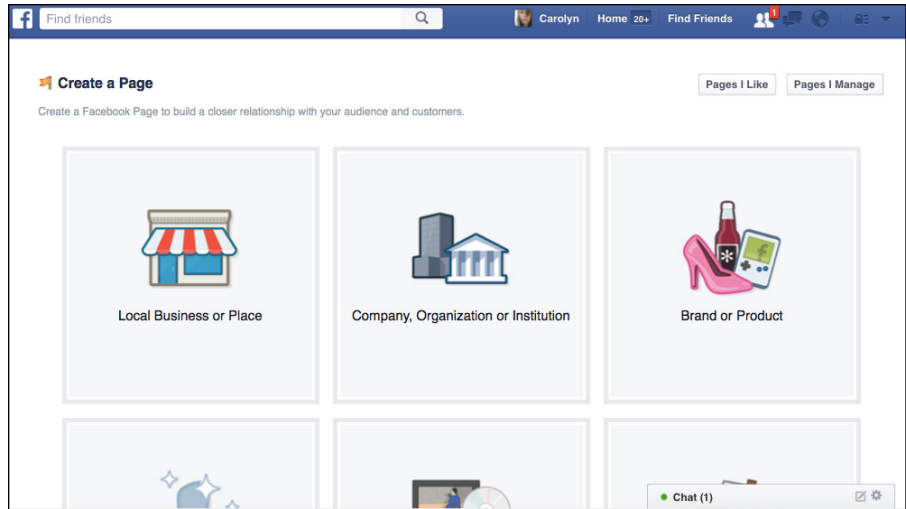 f Find friends Carolyn Home 20+ Find Friends 1
Create a Page Pages I Like Pages I Manage
Create a Facebook Page to build a closer relationship with your audience and customers.
Local Business or Place Company, Organization or Institution Brand or Product
Chat (1)